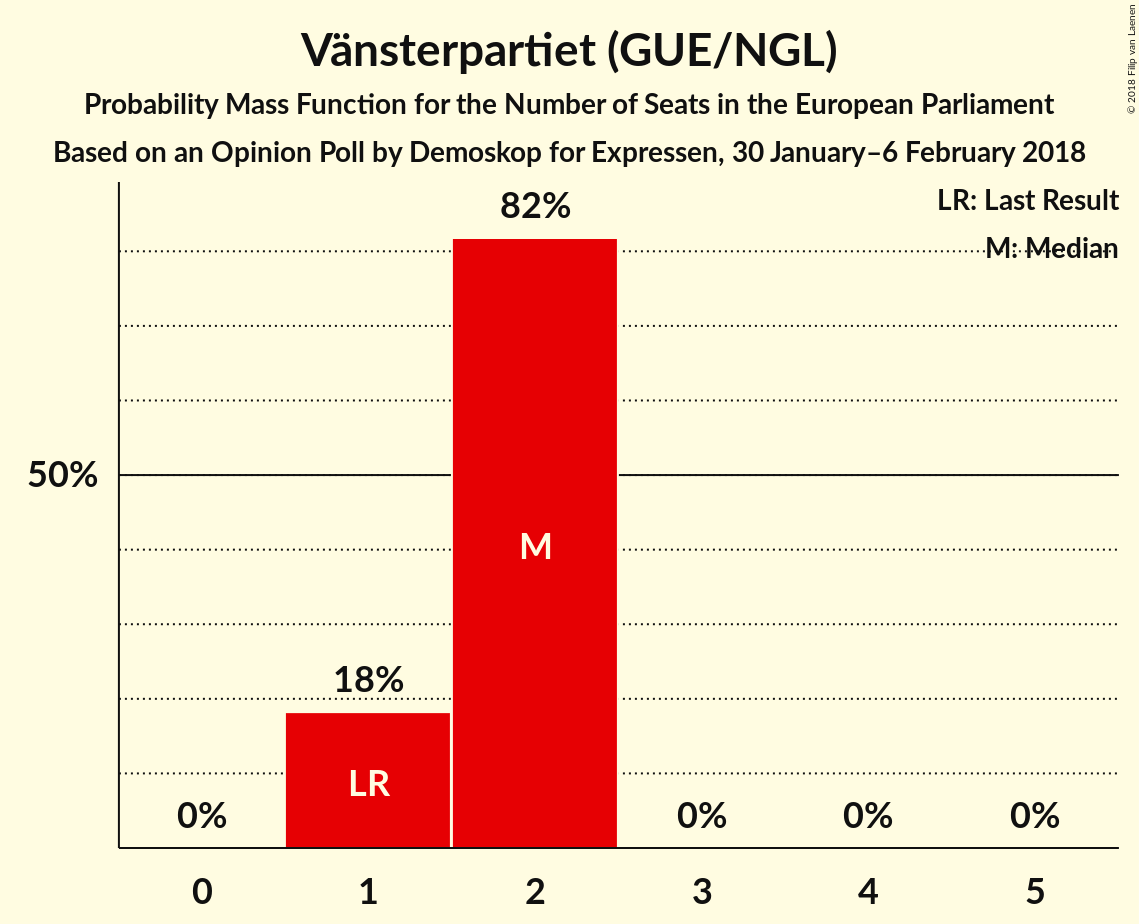 Vänsterpartiet (GUE/NGL)
Probability Mass Function for the Number of Seats in the European Parliament
Based on an Opinion Poll by Demoskop for Expressen, 30 January–6 February 2018
© 2018 Filip van Laenen
LR: Last Result
M: Median
82%
50%
M
18%
LR
0%
0%
0%
0%
0
1
2
3
4
5